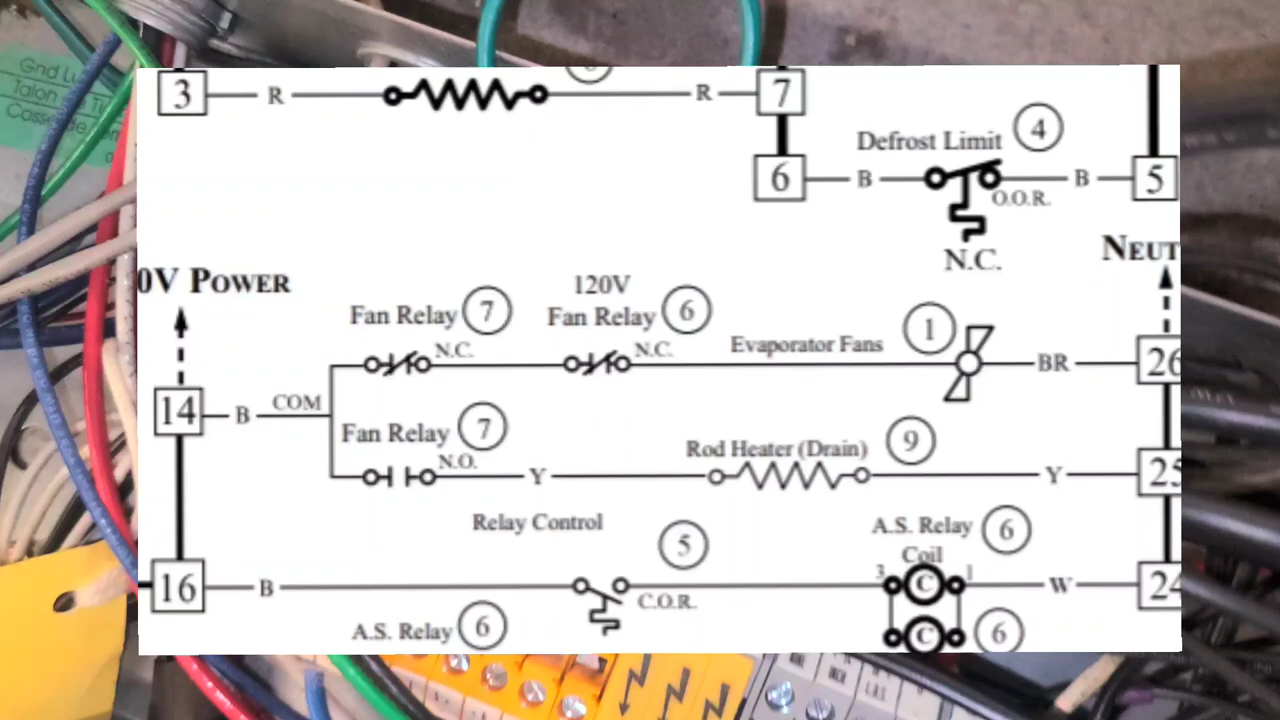 Gnd
3 R R 7
Defrost Limit 4
6 B B 5
O.O.R.
N.C.
0V POWER
NEUT
120V
Fan Relay 7 Fan Relay 6
N.C. N.C. Evaporator Fans 1
BR 26
14 B COM
Fan Relay 7
N.O. Rod Heater (Drain) 9
Y Y 25
Relay Control 5
A.S. Relay 6
Coil
3 1
16 B C.O.R. C W 24
A.S. Relay 6 C 6